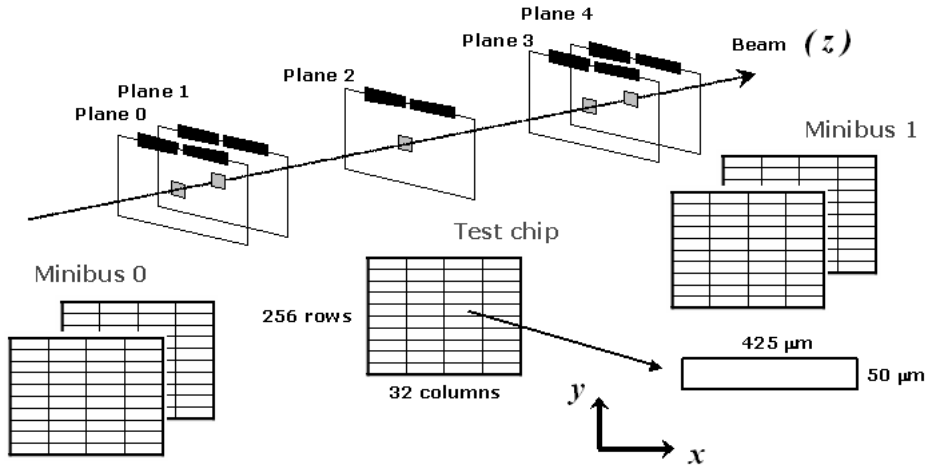 Plane 4
Plane 3
Beam (z)
Plane 2
Plane 1
Plane 0
Minibus 1
Test chip
Minibus 0
256 rows
425 µm
50 µm
32 columns
y
x